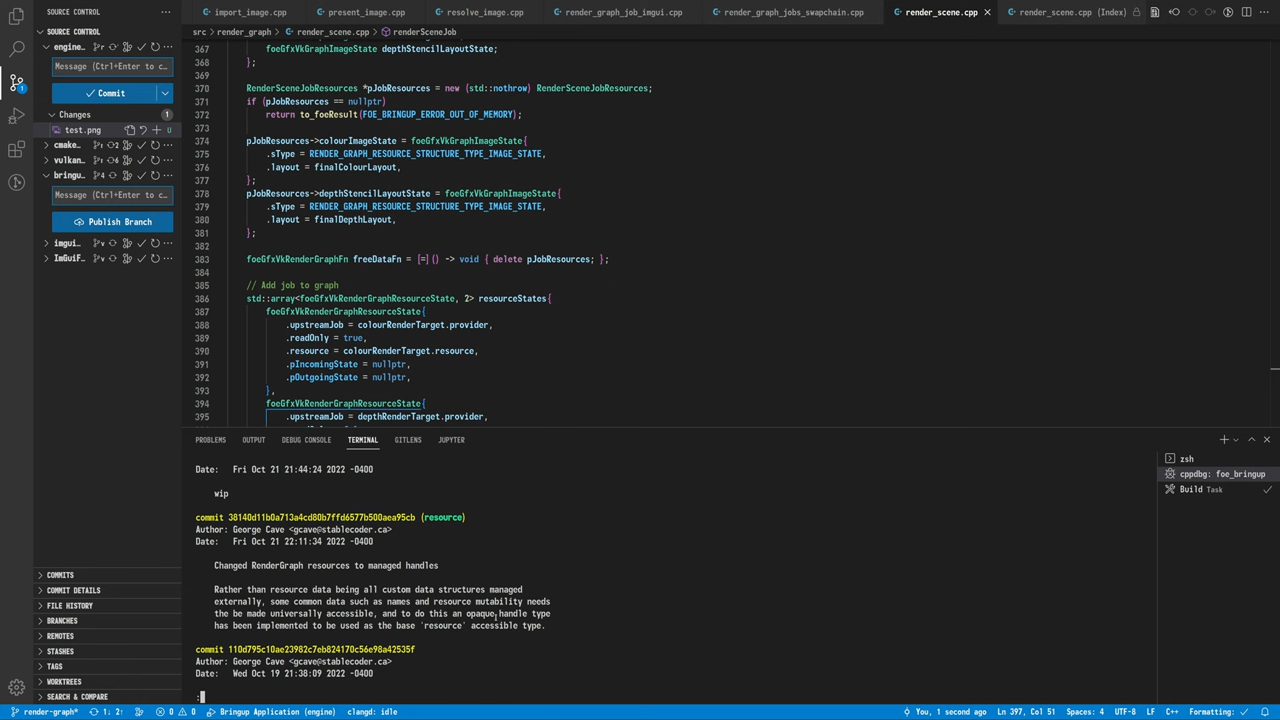 SOURCE CONTROL
import_image.cpp
present_image.cpp
resolve_image.cpp
render_graph_job_imgui.cpp
render_graph_jobs_swapchain.cpp
render_scene.cpp
render_scene.cpp (Index)
SOURCE CONTROL
src > render_graph > render_scene.cpp > renderSceneJob
engine...
Message (Ctrl+Enter to c...
Commit
Changes 1
test.png U
cmake...
2
vulkan...
6
bringu...
4
Message (Ctrl+Enter to c...
Publish Branch
imgui...
ImGuiF...
367 foeGfxVkGraphImageState depthStencilLayoutState;
368 };
369
370 RenderSceneJobResources *pJobResources = new (std::nothrow) RenderSceneJobResources;
371 if (pJobResources == nullptr)
372 return to_foeResult(FOE_BRINGUP_ERROR_OUT_OF_MEMORY);
373
374 pJobResources->colourImageState = foeGfxVkGraphImageState{
375 .sType = RENDER_GRAPH_RESOURCE_STRUCTURE_TYPE_IMAGE_STATE,
376 .layout = finalColourLayout,
377 };
378 pJobResources->depthStencilLayoutState = foeGfxVkGraphImageState{
379 .sType = RENDER_GRAPH_RESOURCE_STRUCTURE_TYPE_IMAGE_STATE,
380 .layout = finalDepthLayout,
381 };
382
383 foeGfxVkRenderGraphFn freeDataFn = [=]() -> void { delete pJobResources; };
384
385 // Add job to graph
386 std::array<foeGfxVkRenderGraphResourceState, 2> resourceStates{
387 foeGfxVkRenderGraphResourceState{
388 .upstreamJob = colourRenderTarget.provider,
389 .readOnly = true,
390 .resource = colourRenderTarget.resource,
391 .pIncomingState = nullptr,
392 .pOutgoingState = nullptr,
393 },
394 foeGfxVkRenderGraphResourceState{
395 .upstreamJob = depthRenderTarget.provider,
PROBLEMS OUTPUT DEBUG CONSOLE TERMINAL GITLENS JUPYTER
Date: Fri Oct 21 21:44:24 2022 -0400
wip
commit 38140d11b0a713a4cd80b7ffd6577b500aea95cb (resource)
Author: George Cave <gcave@stablecoder.ca>
Date: Fri Oct 21 22:11:34 2022 -0400
Changed RenderGraph resources to managed handles
Rather than resource data being all custom data structures managed
externally, some common data such as names and resource mutability needs
the be made universally accessible, and to do this an opaque handle type
has been implemented to be used as the base 'resource' accessible type.
commit 110d795c10ae23982c7eb824170c56e98a42535f
Author: George Cave <gcave@stablecoder.ca>
Date: Wed Oct 19 21:38:09 2022 -0400
:
zsh
cppdbg: foe_bringup
Build Task
COMMITS
COMMIT DETAILS
FILE HISTORY
BRANCHES
REMOTES
STASHES
TAGS
WORKTREES
SEARCH & COMPARE
render-graph* 1↓ 2↑ 0 0 Bringup Application (engine) clangd: idle You, 1 second ago Ln 397, Col 51 Spaces: 4 UTF-8 LF C++ Formatting: ✓